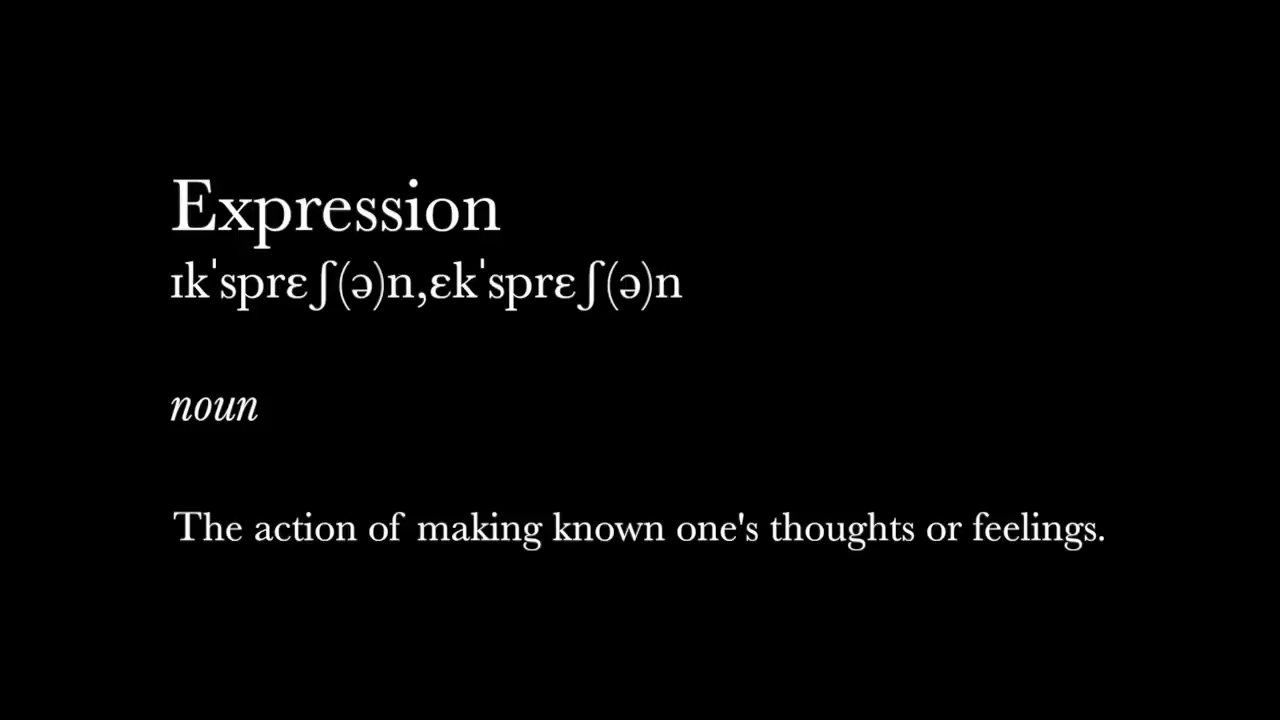 Expression
ɪkˈsprɛʃ(ə)n,ɛkˈsprɛʃ(ə)n
noun
The action of making known one's thoughts or feelings.